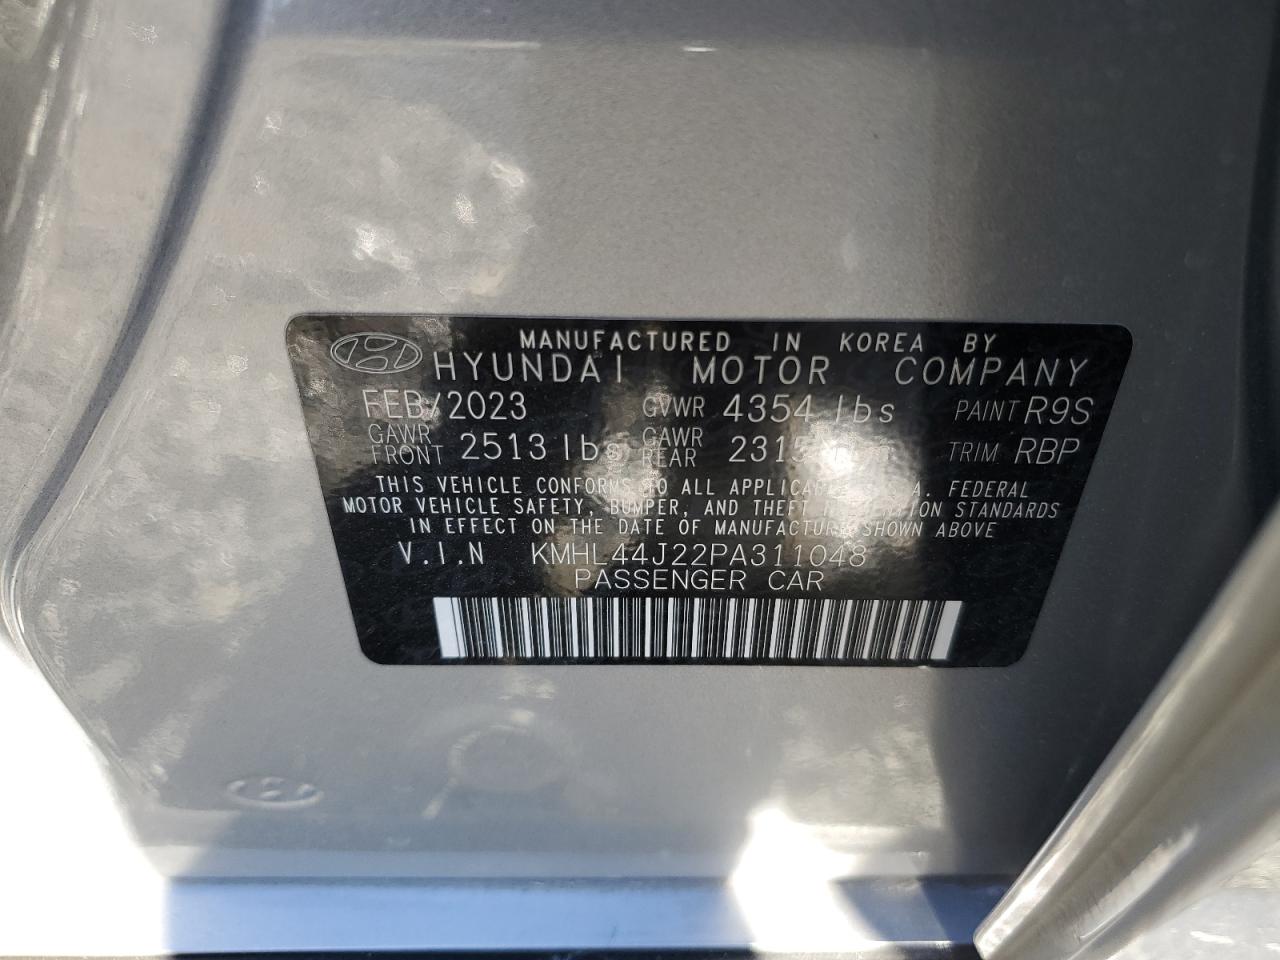 MANUFACTURED IN KOREA BY
HYUNDAI MOTOR COMPANY
FEB/2023 GVWR 4354 lbs PAINT R9S
GAWR FRONT 2513 lbs GAWR REAR TRIM RBP
THIS VEHICLE CONFORMS TO ALL FEDERAL
MOTOR VEHICLE SAFETY, BUMPER, AND THEFT STANDARDS
IN EFFECT ON THE DATE OF MANUFACTURE SHOWN ABOVE
V.I.N KMHL44J22PA311048
PASSENGER CAR